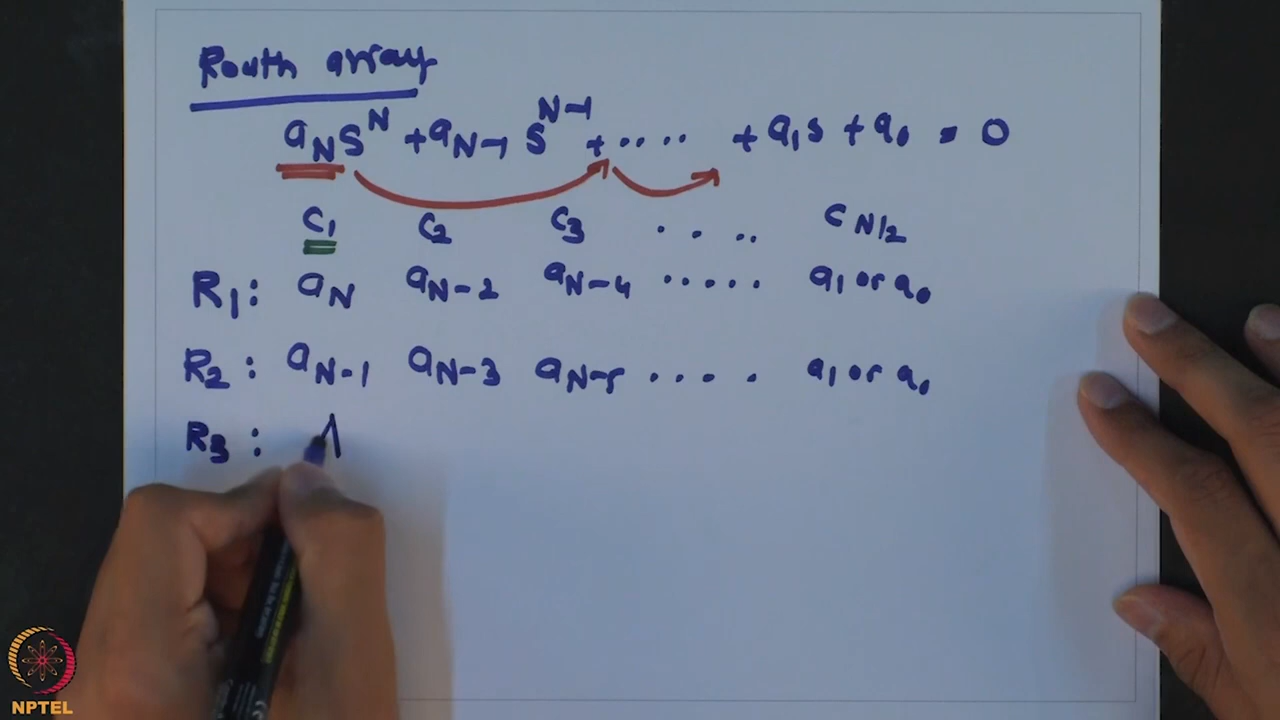 Routh array
a_N S^N + a_{N-1} S^{N-1} + .... + a_1 s + a_0 = 0
C_1 C_2 C_3 .... C_{N/2}
R_1: a_N a_{N-2} a_{N-4} ..... a_1 or a_0
R_2: a_{N-1} a_{N-3} a_{N-5} .... a_1 or a_0
R_3:
NPTEL